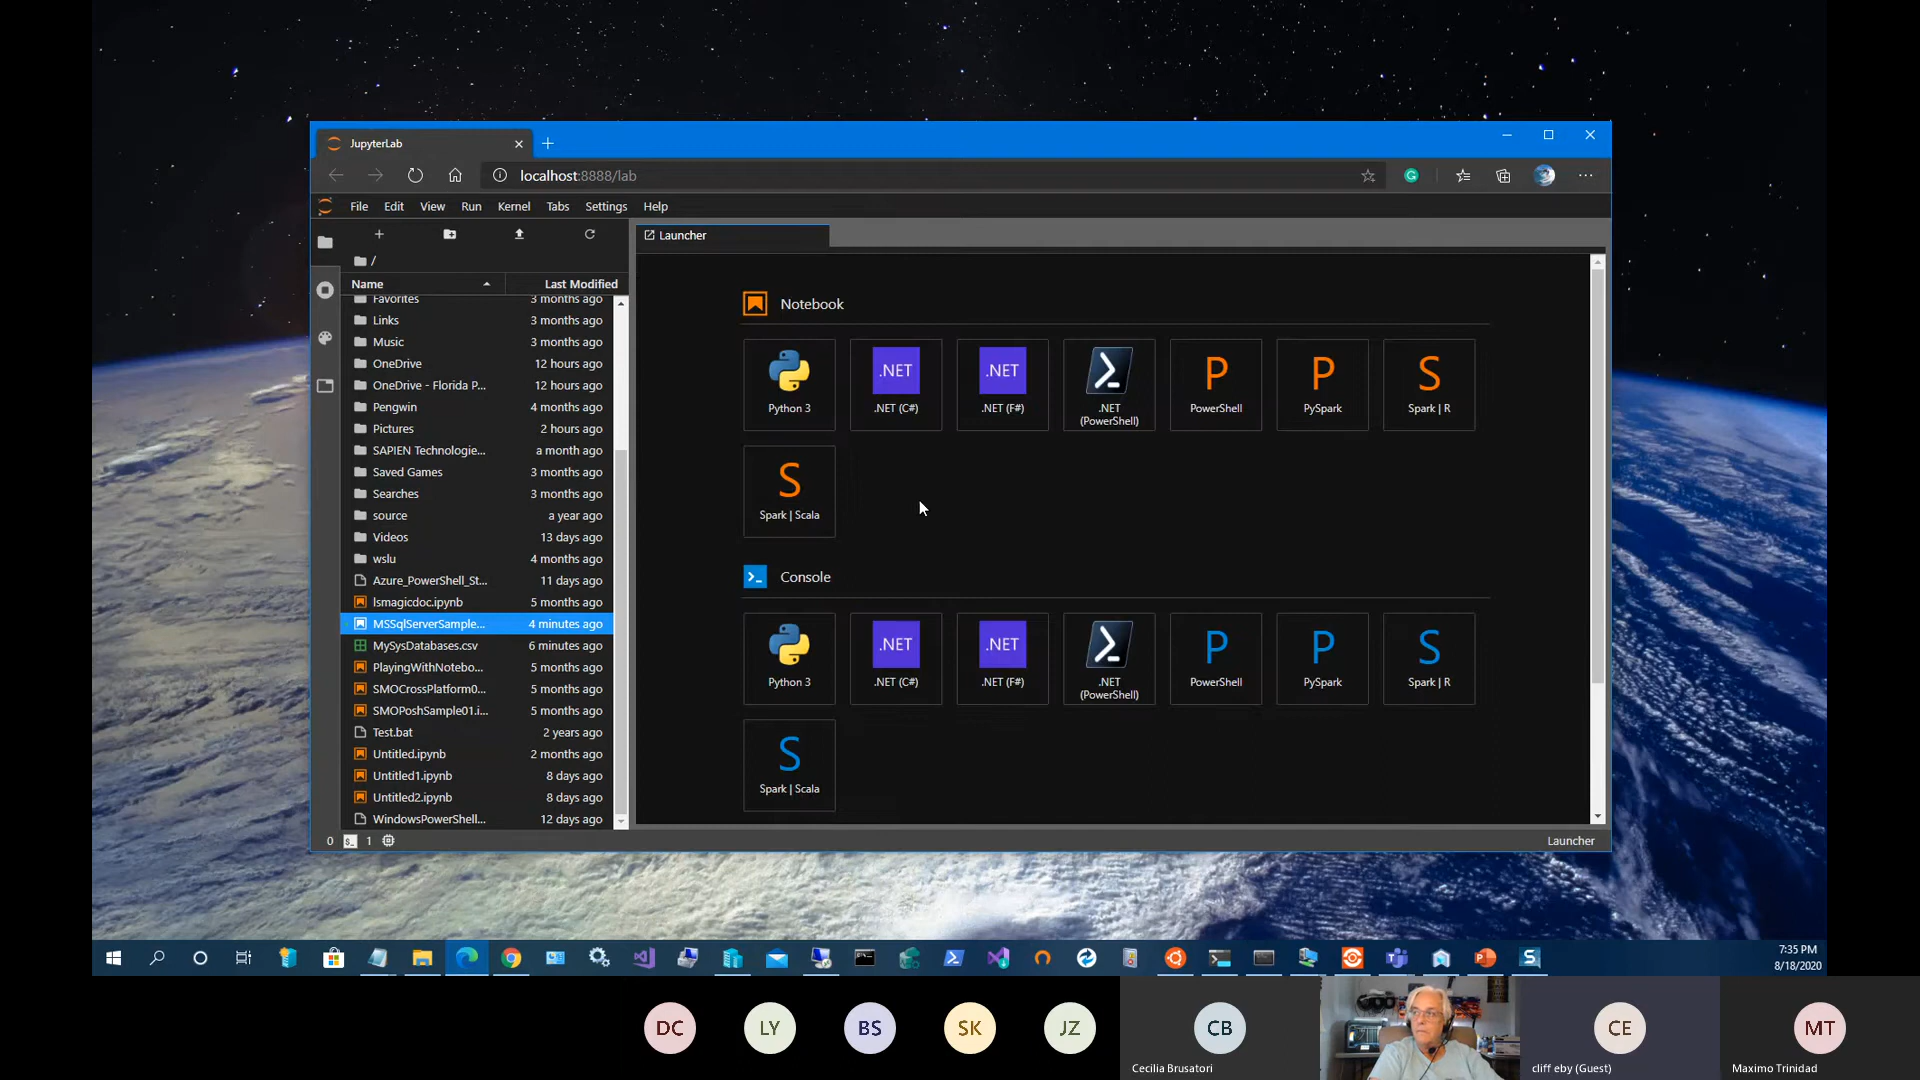 JupyterLab
localhost:8888/lab
File Edit View Run Kernel Tabs Settings Help
Launcher
/
Name Last Modified
Favorites 3 months ago
Links 3 months ago
Music 3 months ago
OneDrive 12 hours ago
OneDrive - Florida P... 12 hours ago
Pengwin 4 months ago
Pictures 2 hours ago
SAPIEN Technologie... a month ago
Saved Games 3 months ago
Searches 3 months ago
source a year ago
Videos 13 days ago
wslu 4 months ago
Azure_PowerShell_St... 11 days ago
lsmagicdoc.ipynb 5 months ago
MSSqlServerSample... 4 minutes ago
MySysDatabases.csv 6 minutes ago
PlayingWithNotebo... 5 months ago
SMOCrossPlatform0... 5 months ago
SMOPoshSample01.i... 5 months ago
Test.bat 2 years ago
Untitled.ipynb 2 months ago
Untitled1.ipynb 8 days ago
Untitled2.ipynb 8 days ago
WindowsPowerShell... 12 days ago
Notebook
.NET .NET P P S
Python 3 .NET (C#) .NET (F#) .NET (PowerShell) PowerShell PySpark Spark | R
S
Spark | Scala
Console
.NET .NET P P S
Python 3 .NET (C#) .NET (F#) .NET (PowerShell) PowerShell PySpark Spark | R
S
Spark | Scala
0 1 Launcher
7:35 PM
8/18/2020
DC LY BS SK JZ CB CE MT
Cecilia Brusatori cliff eby (Guest) Maximo Trinidad